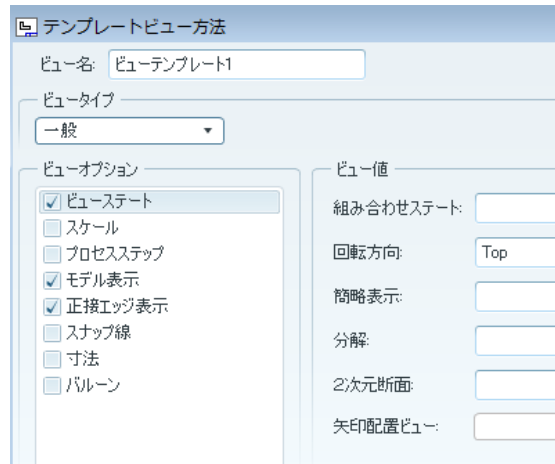 テンプレートビュー方法
ビュー名: ビューテンプレート1
ビュータイプ
一般
ビューオプション
ビューステート
スケール
プロセスステップ
モデル表示
正接エッジ表示
スナップ線
寸法
バルーン
ビュー値
組み合わせステート:
回転方向: Top
簡略表示:
分解:
2次元断面:
矢印配置ビュー: